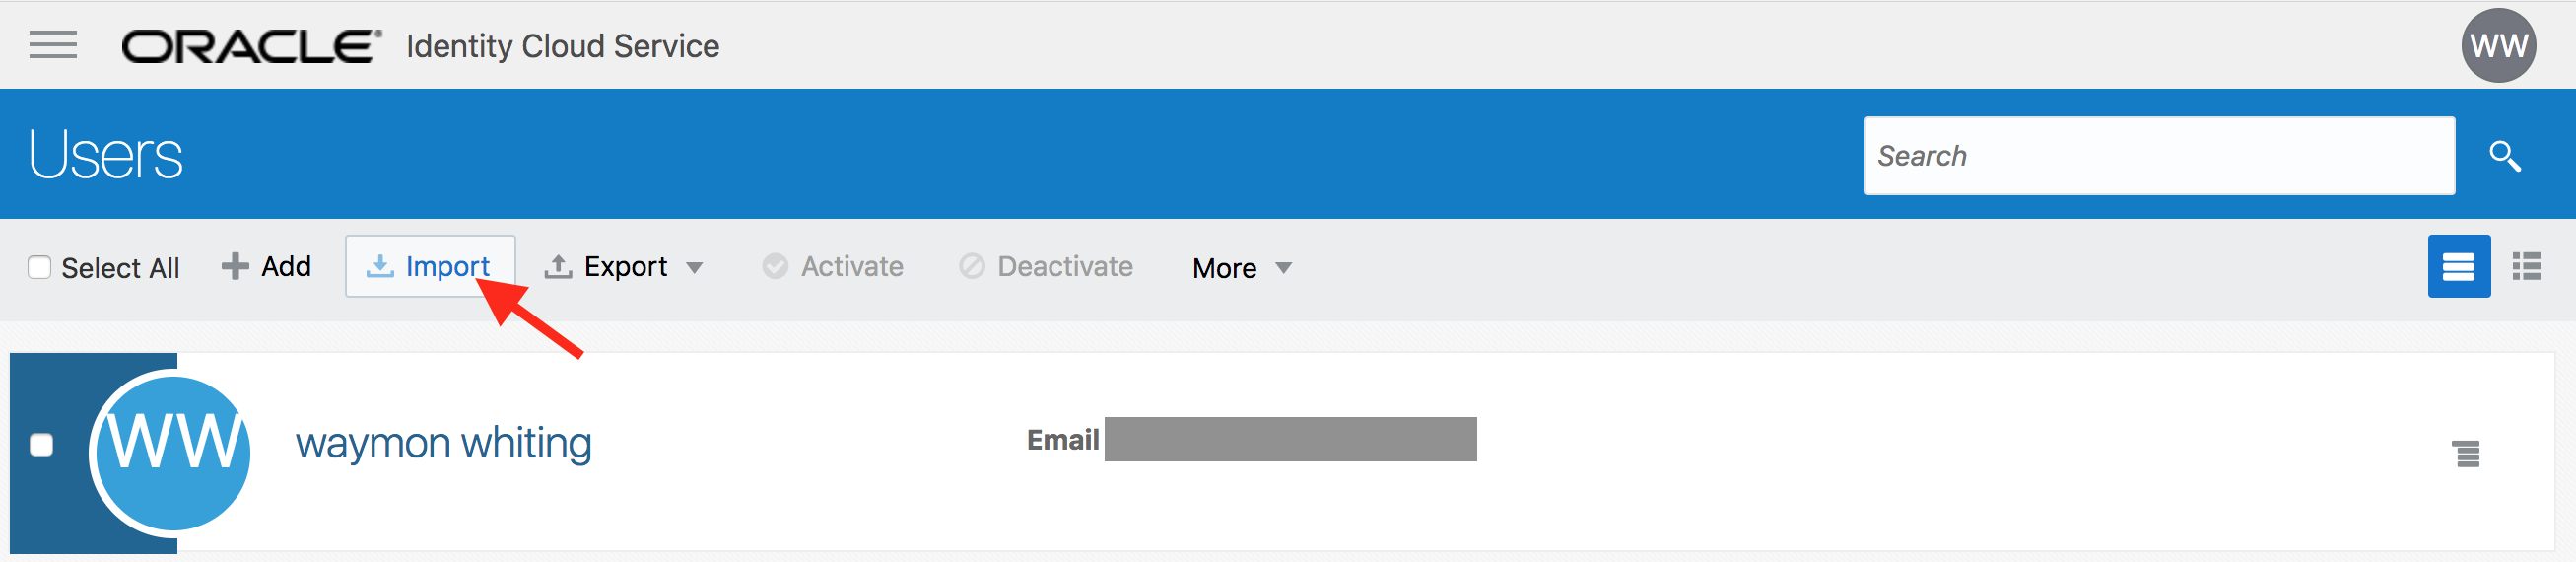 ORACLE® Identity Cloud Service
WW
Users
Search
Select All Add Import Export Activate Deactivate More
WW
waymon whiting
Email